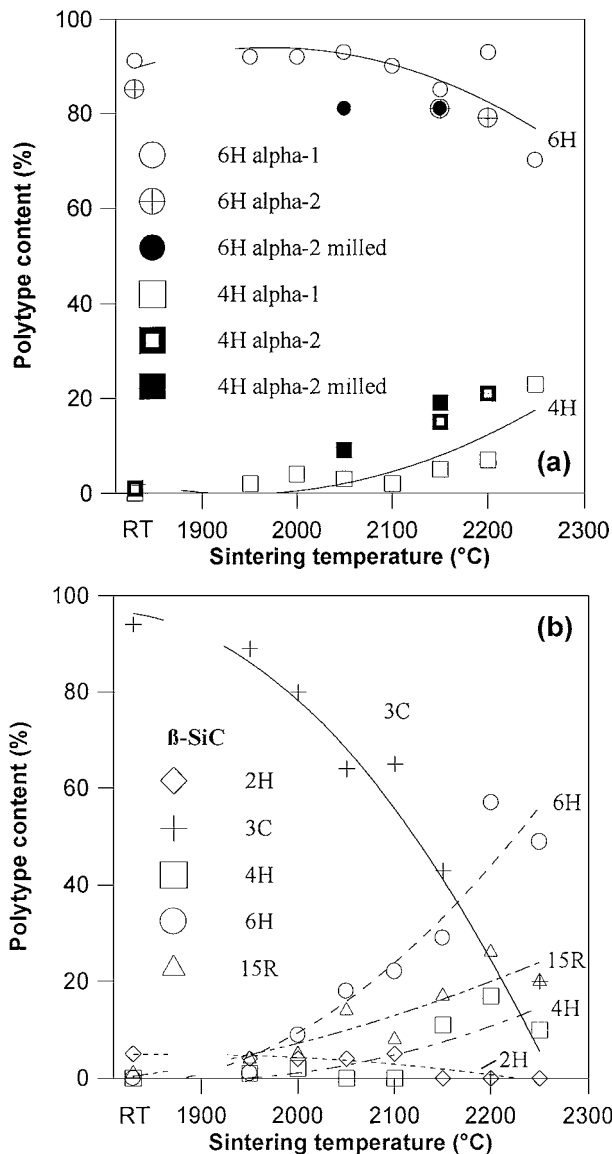 100
80
60
40
20
0
Polytype content (%)
6H
6H alpha-1
6H alpha-2
6H alpha-2 milled
4H alpha-1
4H alpha-2
4H alpha-2 milled
4H
(a)
RT 1900 2000 2100 2200 2300
Sintering temperature (°C)
100
80
60
40
20
0
Polytype content (%)
(b)
3C
ß-SiC
2H
3C
4H
6H
15R
6H
15R
4H
2H
RT 1900 2000 2100 2200 2300
Sintering temperature (°C)